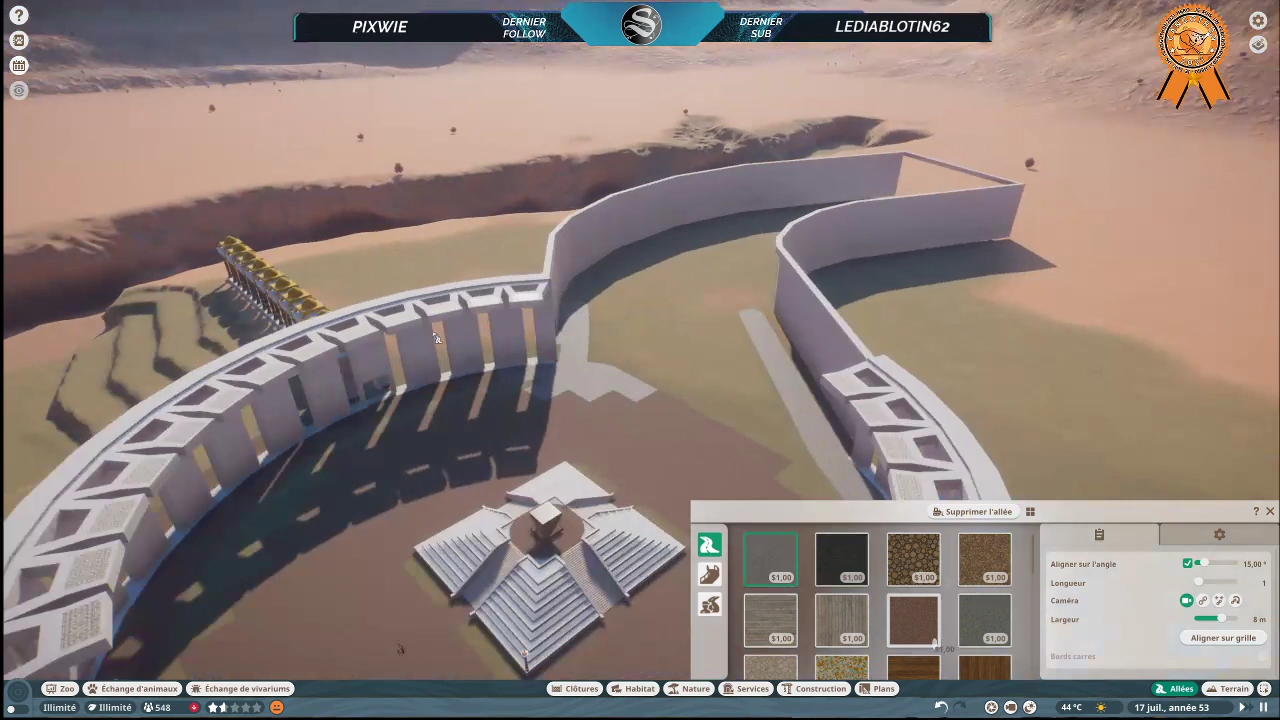 PIXWIE
DERNIER
FOLLOW
DERNIER
SUB
LEDIABLOTIN62
Supprimer l'allée
?
$1,00
$1,00
$1,00
$1,00
$1,00
$1,00
$1,00
Aligner sur l'angle
15,00 °
Longueur
1
Caméra
Largeur
8 m
Aligner sur grille
Bords carrés
Zoo
Échange d'animaux
Échange de vivariums
Clôtures
Habitat
Nature
Services
Construction
Plans
Allées
Terrain
Illimité
Illimité
548
44 °C
17 juil., année 53